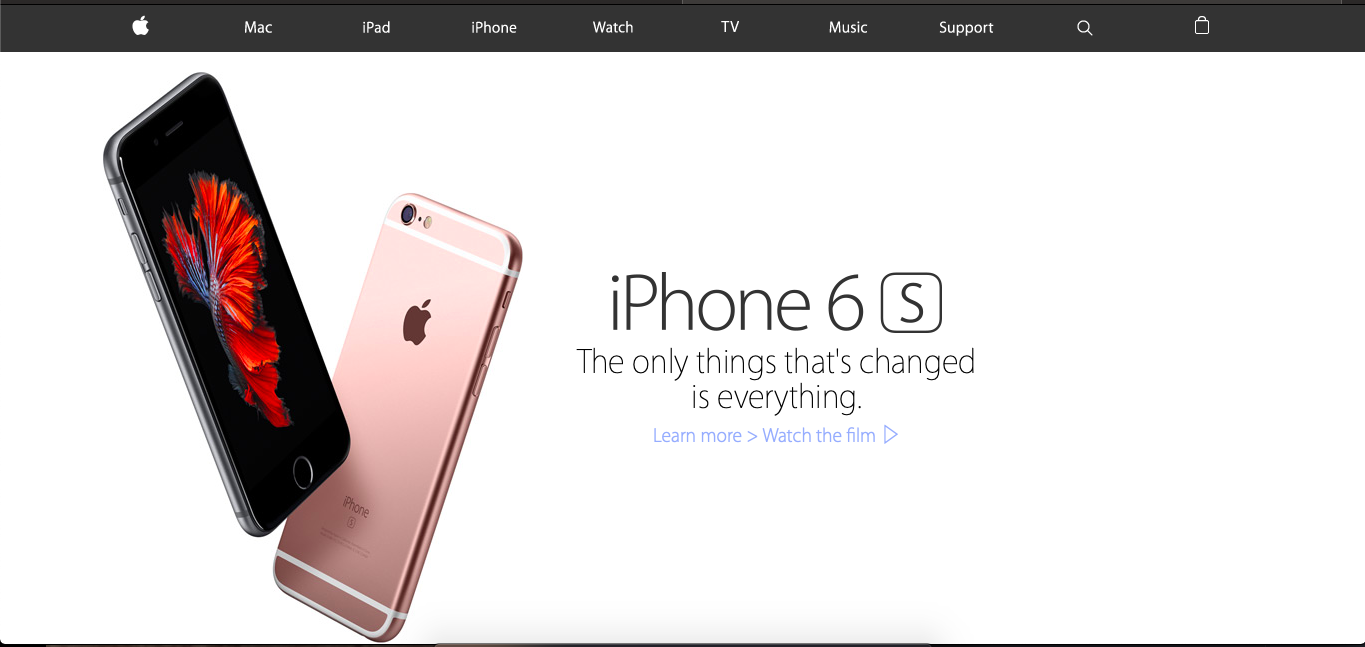 Mac iPad iPhone Watch TV Music Support
iPhone 6 S
The only things that's changed
is everything.
Learn more > Watch the film
iPhone
S